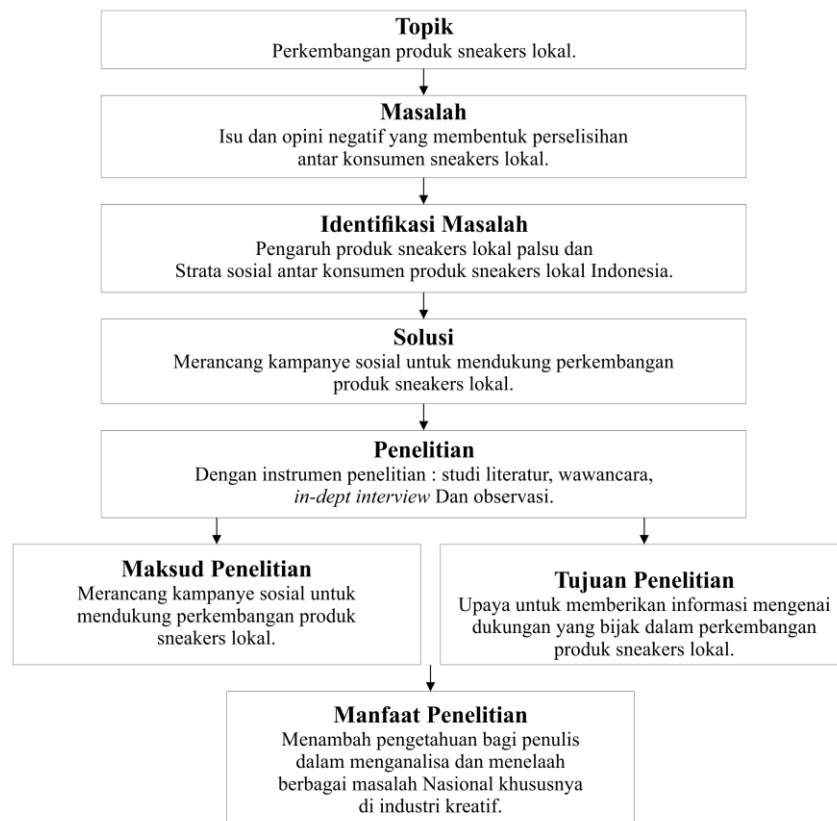 Topik
Perkembangan produk sneakers lokal.
Masalah
Isu dan opini negatif yang membentuk perselisihan
antar konsumen sneakers lokal.
Identifikasi Masalah
Pengaruh produk sneakers lokal palsu dan
Strata sosial antar konsumen produk sneakers lokal Indonesia.
Solusi
Merancang kampanye sosial untuk mendukung perkembangan
produk sneakers lokal.
Penelitian
Dengan instrumen penelitian : studi literatur, wawancara,
in-dept interview Dan observasi.
Maksud Penelitian
Merancang kampanye sosial untuk
mendukung perkembangan produk
sneakers lokal.
Tujuan Penelitian
Upaya untuk memberikan informasi mengenai
dukungan yang bijak dalam perkembangan
produk sneakers lokal.
Manfaat Penelitian
Menambah pengetahuan bagi penulis
dalam menganalisa dan menelaah
berbagai masalah Nasional khususnya
di industri kreatif.